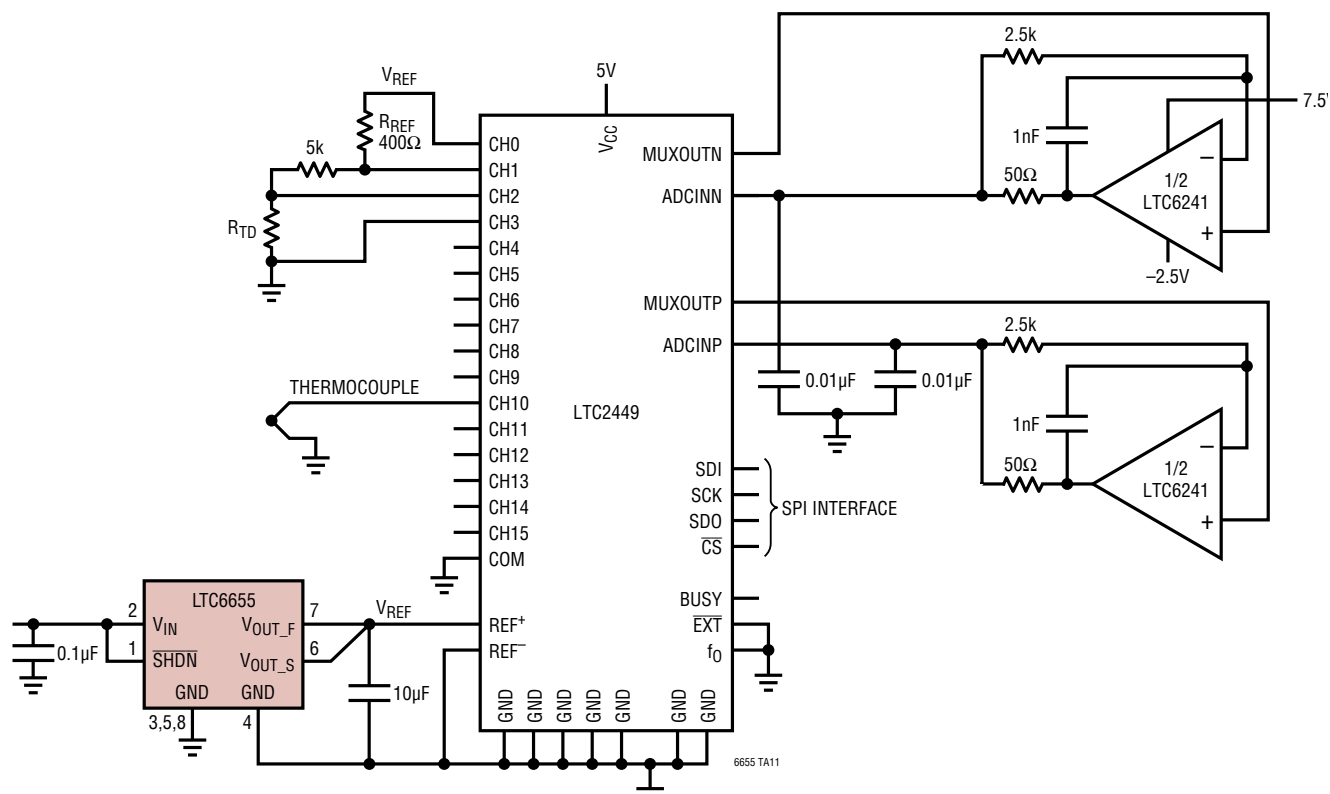 5V
VREF
RREF
400Ω
5k
RTD
VCC
CH0
CH1
CH2
CH3
CH4
CH5
CH6
CH7
CH8
CH9
CH10
CH11
CH12
CH13
CH14
CH15
COM
REF+
REF−
THERMOCOUPLE
LTC2449
MUXOUTN
ADCINN
MUXOUTP
ADCINP
SDI
SCK
SDO
CS
SPI INTERFACE
BUSY
EXT
fO
GND
GND
GND
GND
GND
GND
GND
2.5k
1nF
50Ω
7.5V
−
1/2
LTC6241
+
−2.5V
0.01µF
0.01µF
2.5k
1nF
50Ω
−
1/2
LTC6241
+
LTC6655
2
VIN
1
SHDN
VOUT_F
7
VOUT_S
6
GND
GND
3,5,8
4
0.1µF
VREF
10µF
6655 TA11